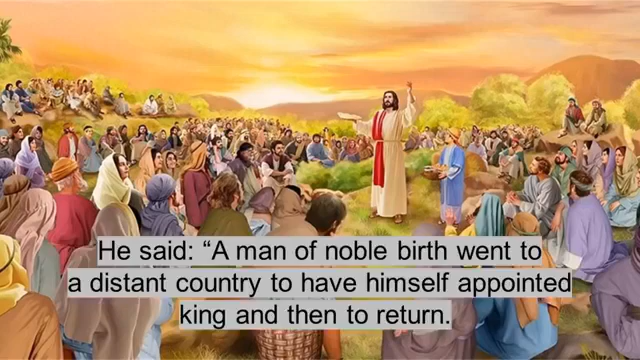 He said: “A man of noble birth went to
a distant country to have himself appointed
king and then to return.